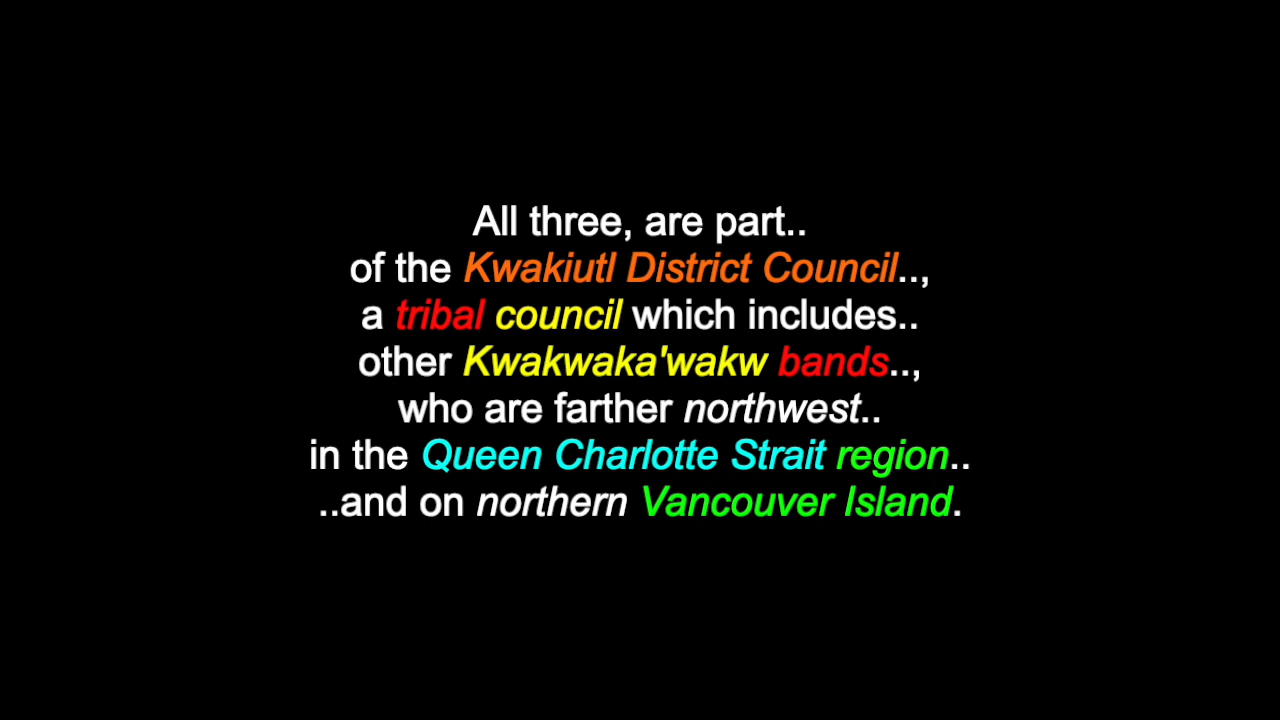 All three, are part..
of the Kwakiutl District Council..,
a tribal council which includes..
other Kwakwaka'wakw bands..,
who are farther northwest..
in the Queen Charlotte Strait region..
..and on northern Vancouver Island.